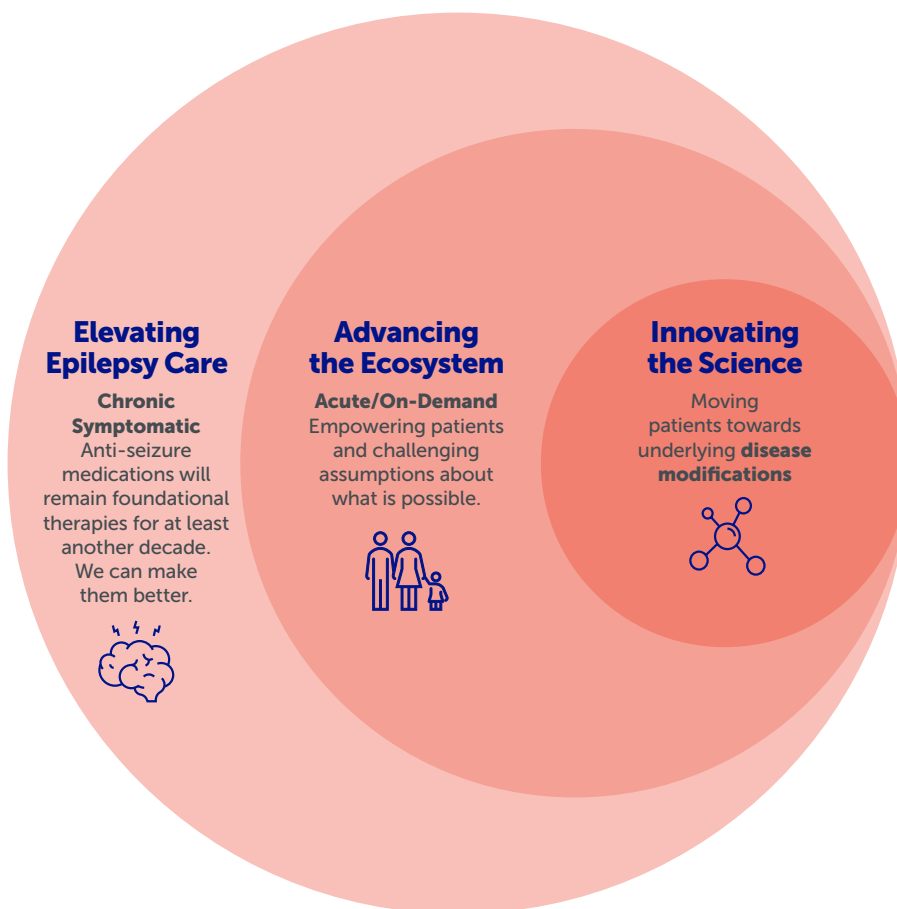 Elevating
Epilepsy Care
Chronic
Symptomatic
Anti-seizure
medications will
remain foundational
therapies for at least
another decade.
We can make
them better.
Advancing
the Ecosystem
Acute/On-Demand
Empowering patients
and challenging
assumptions about
what is possible.
Innovating
the Science
Moving
patients towards
underlying disease
modifications